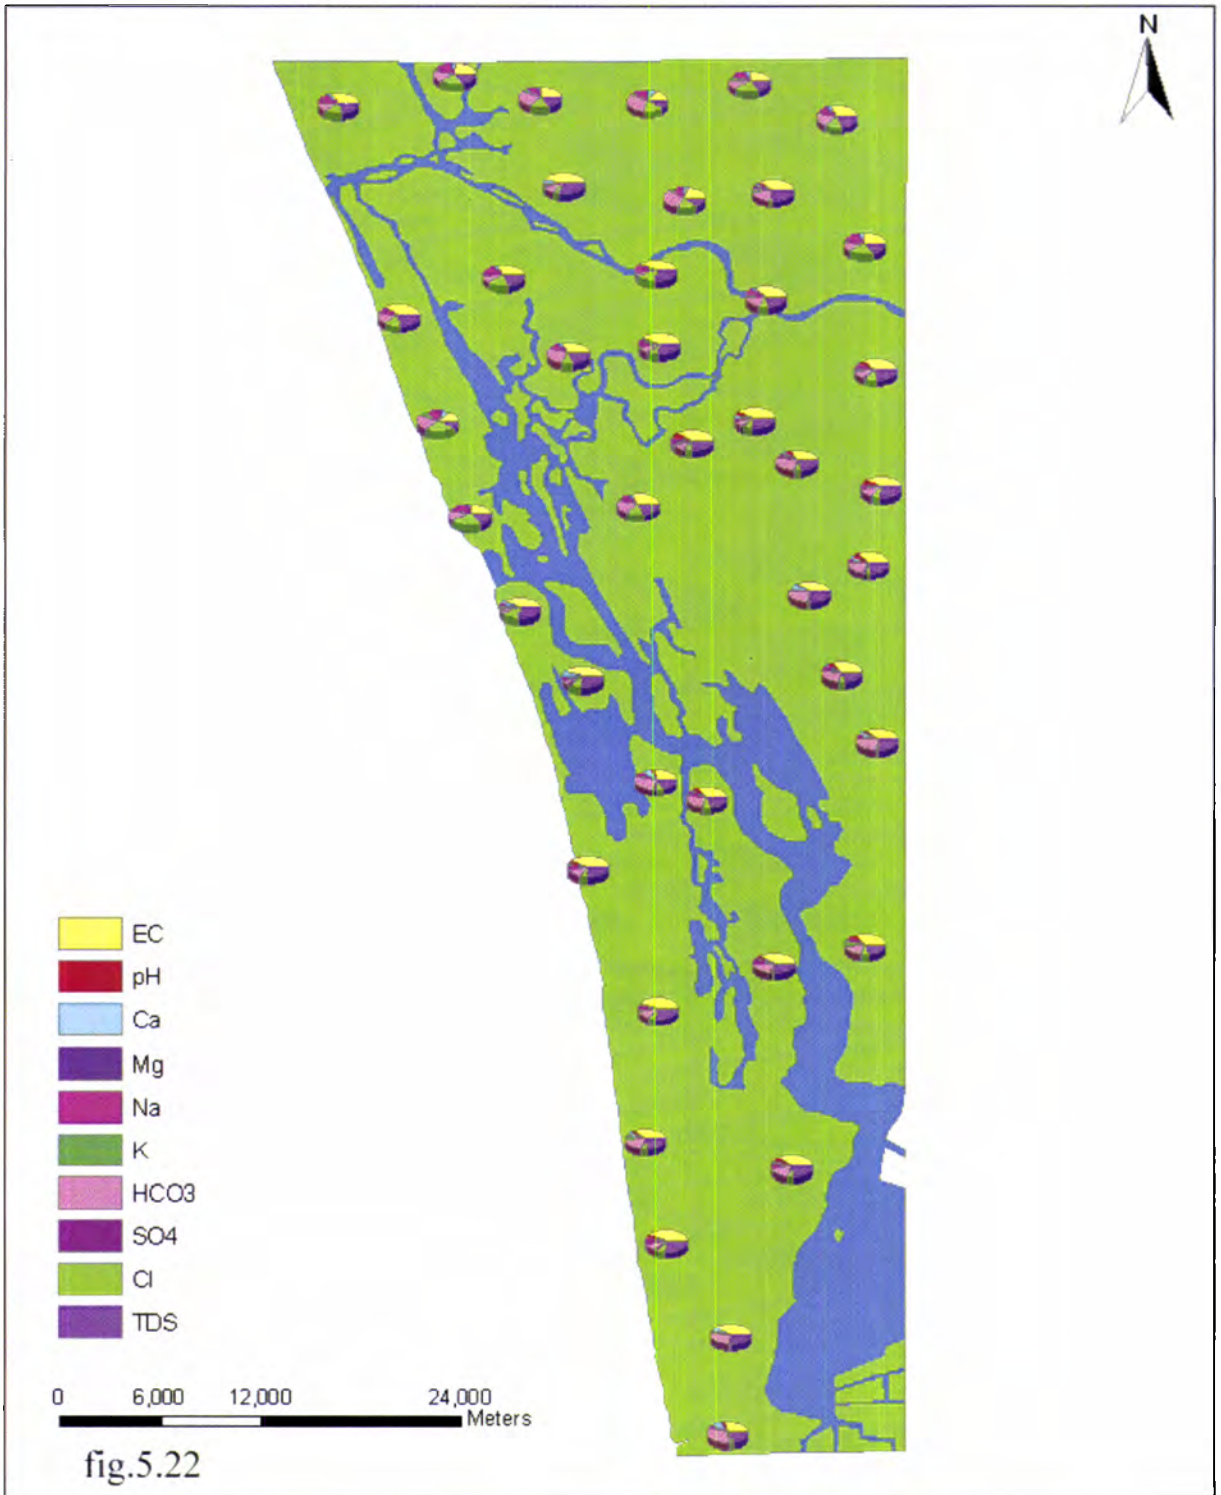 N
EC
pH
Ca
Mg
Na
K
HCO3
SO4
Cl
TDS
0 6,000 12,000 24,000
Meters
fig.5.22